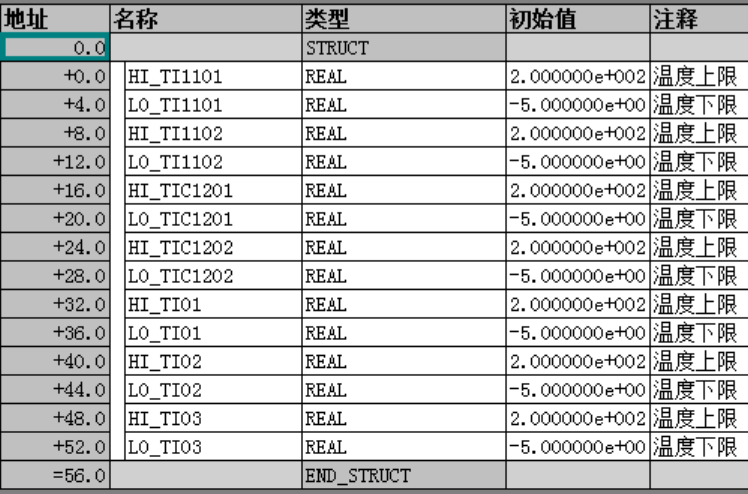 地址 名称 类型 初始值 注释
0.0 STRUCT
+0.0 HI_TI1101 REAL 2.000000e+002 温度上限
+4.0 LO_TI1101 REAL -5.000000e+00 温度下限
+8.0 HI_TI1102 REAL 2.000000e+002 温度上限
+12.0 LO_TI1102 REAL -5.000000e+00 温度下限
+16.0 HI_TIC1201 REAL 2.000000e+002 温度上限
+20.0 LO_TIC1201 REAL -5.000000e+00 温度下限
+24.0 HI_TIC1202 REAL 2.000000e+002 温度上限
+28.0 LO_TIC1202 REAL -5.000000e+00 温度下限
+32.0 HI_TI01 REAL 2.000000e+002 温度上限
+36.0 LO_TI01 REAL -5.000000e+00 温度下限
+40.0 HI_TI02 REAL 2.000000e+002 温度上限
+44.0 LO_TI02 REAL -5.000000e+00 温度下限
+48.0 HI_TI03 REAL 2.000000e+002 温度上限
+52.0 LO_TI03 REAL -5.000000e+00 温度下限
=56.0 END_STRUCT